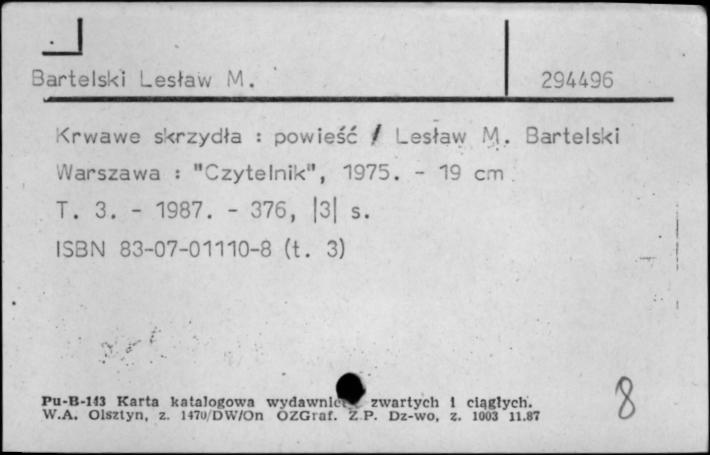 Bartelski Lesław M. 294496
Krwawe skrzydła : powieść / Lesław M. Bartelski
Warszawa : "Czytelnik", 1975. - 19 cm
T. 3. - 1987. - 376, |3| s.
ISBN 83-07-01110-8 (t. 3)
8
Pu-B-143 Karta katalogowa zwartych i ciągłych.
W.A. Olsztyn, z. 1470/DW/On OZGraf. Z.P. Dz-wo, z. 1003 11.87